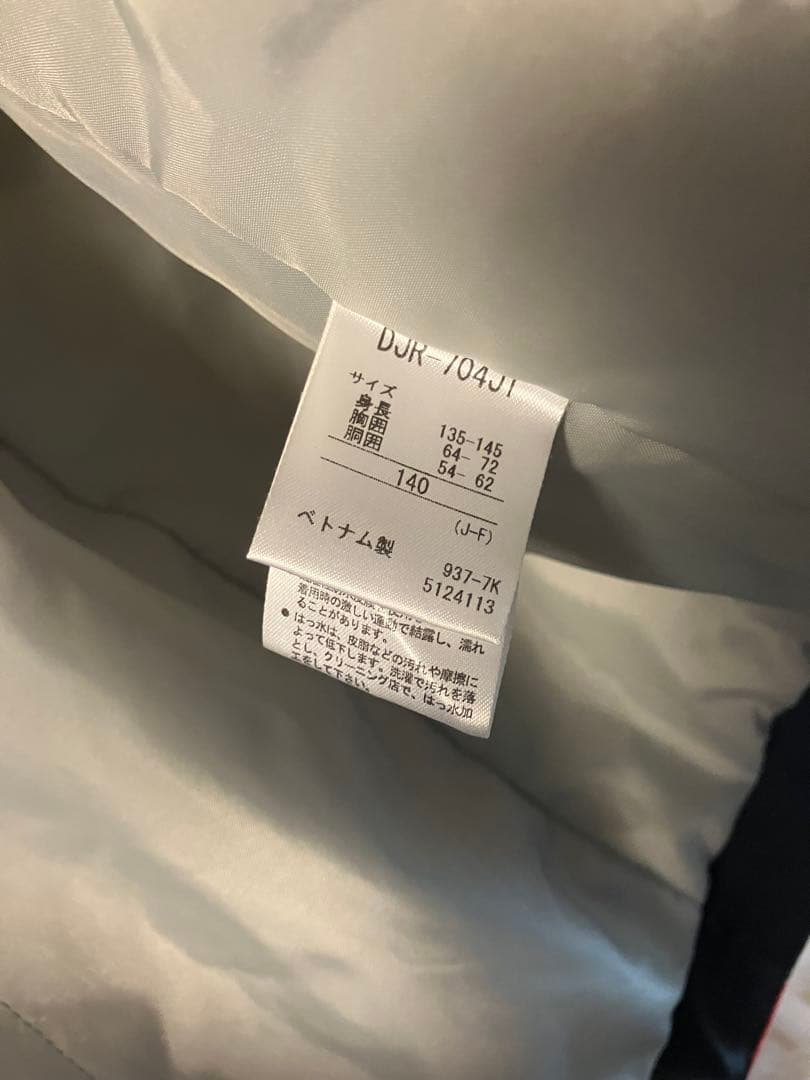 DJR-704J1
サイズ
身長 135-145
胸囲 64- 72
胴囲 54- 62
140
(J-F)
ベトナム製
937-7K
5124113
着用時の激しい運動で結露し、濡れ
ることがあります。
● はっ水は、皮脂などの汚れや摩擦に
よって低下します。洗濯で汚れを落
とし、クリーニング店で、はっ水加
工をして下さい。